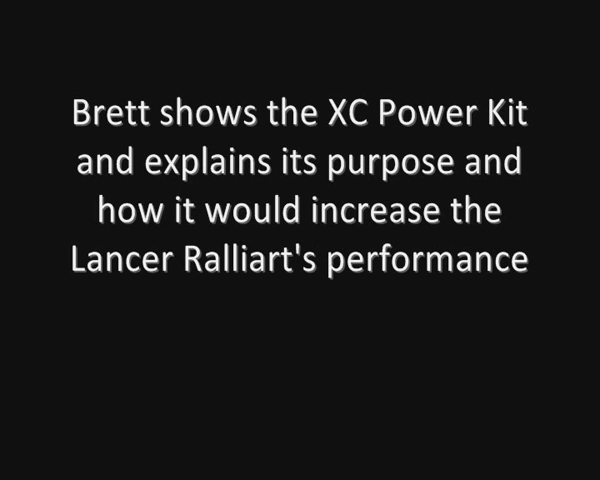 Brett shows the XC Power Kit
and explains its purpose and
how it would increase the
Lancer Ralliart's performance